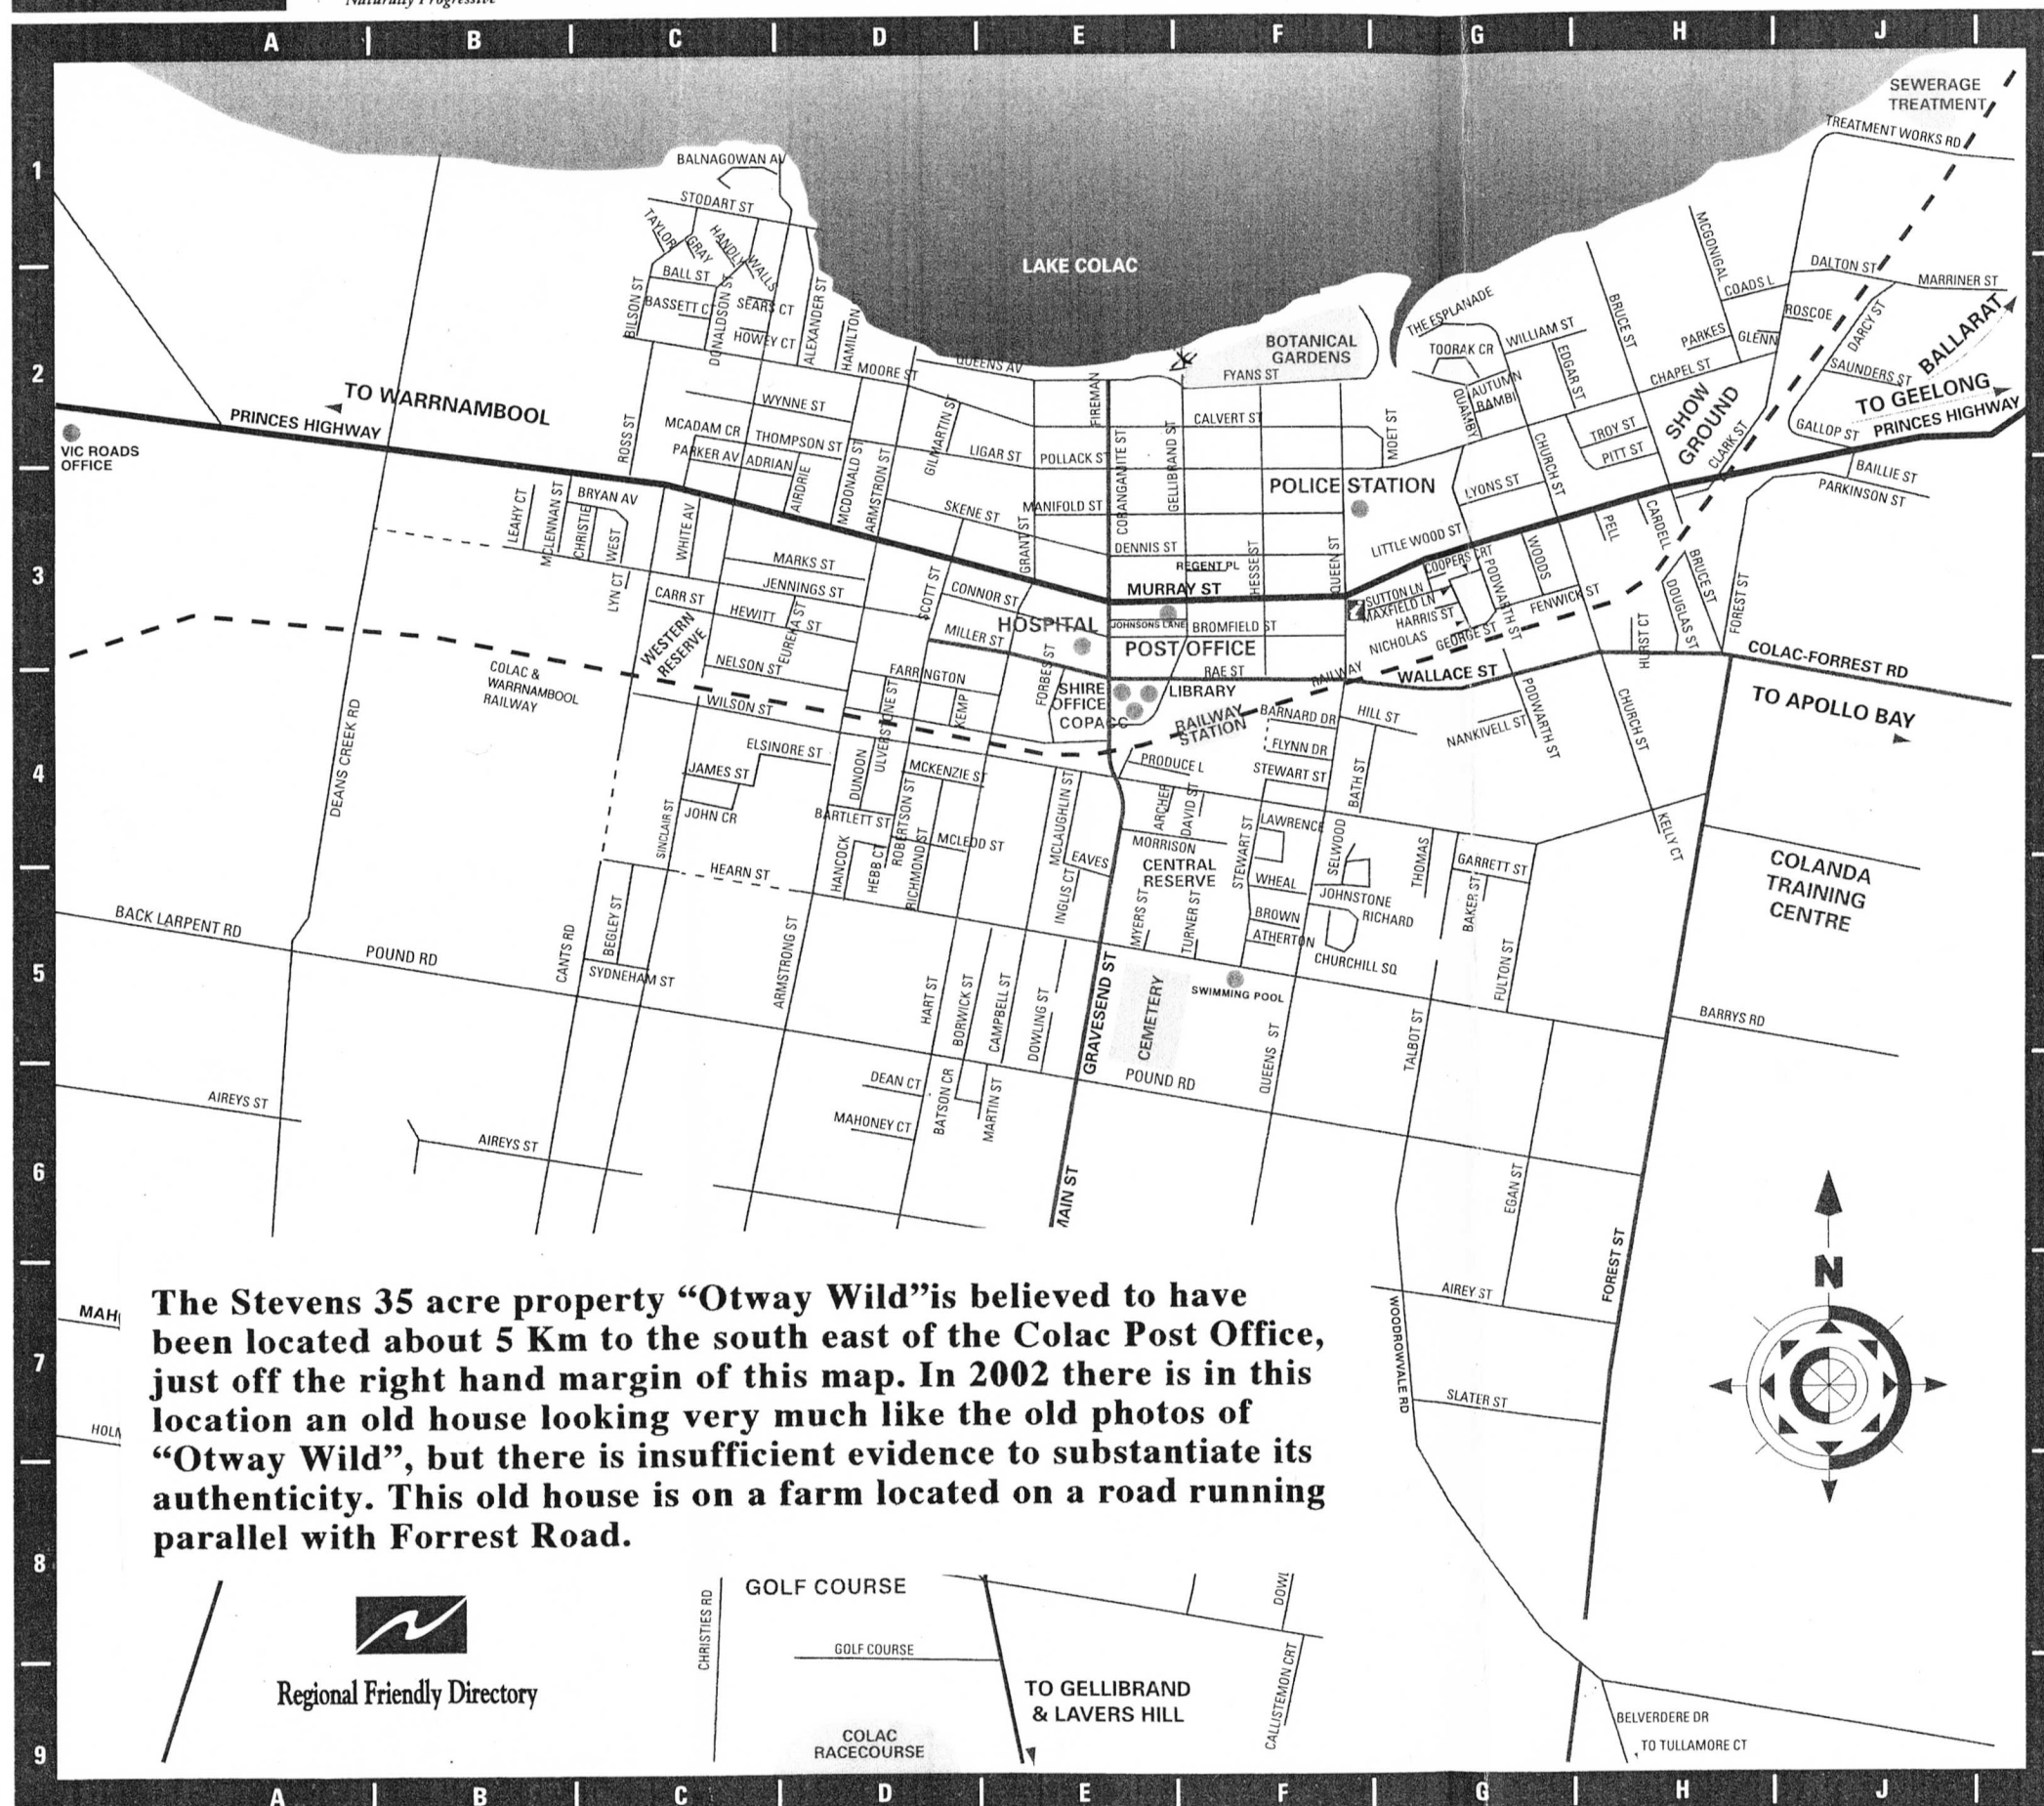 Naturally Progressive
A B C D E F G H J
SEWERAGE
TREATMENT
TREATMENT WORKS RD
1
BALNAGOWAN AV
STODART ST
TAYLOR
GRAY
HANDLY
WALLS
MCGONIGAL
LAKE COLAC
DALTON ST
MARRINER ST
BALL ST
BASSETT C
SEARS CT
COADS L
BILSON ST
DONALDSON ST
ALEXANDER ST
HAMILTON
THE ESPLANADE
BRUCE ST
ROSCOE
DARCY ST
BALLARAT
HOWEY CT
BOTANICAL
GARDENS
WILLIAM ST
TOORAK CR
EDGAR ST
PARKES
GLENN
2
MOORE ST
QUEENS AV
FYANS ST
CHAPEL ST
SAUNDERS ST
TO WARRNAMBOOL
WYNNE ST
FIREMAN
AUTUMN
BAMBI
QUAMBY
TO GEELONG
PRINCES HIGHWAY
PRINCES HIGHWAY
VIC ROADS
OFFICE
ROSS ST
MCADAM CR
THOMPSON ST
GILMARTIN ST
CALVERT ST
MOET ST
TROY ST
PITT ST
SHOW
GROUND
GALLOP ST
CLARK ST
PARKER AV
ADRIAN
AIRDRIE
MCDONALD ST
ARMSTRON ST
LIGAR ST
POLLACK ST
CORANGAMITE ST
GELLIBRAND ST
CHURCH ST
BAILLIE ST
PARKINSON ST
LEAHY CT
MCLENNAN ST
BRYAN AV
CHRISTIE
WEST
WHITE AV
SKENE ST
MANIFOLD ST
POLICE STATION
LYONS ST
LITTLE WOOD ST
PELL
CARDELL
3
GRANT ST
DENNIS ST
REGENT PL
HESSE ST
QUEEN ST
COOPERS CRT
WOODS
MARKS ST
JENNINGS ST
LYN CT
CARR ST
HEWITT ST
EUREKA ST
SCOTT ST
CONNOR ST
MURRAY ST
SUTTON LN
MAXFIELD LN
HARRIS ST
PODWARTH ST
FENWICK ST
BRUCE ST
DOUGLAS ST
FOREST ST
WESTERN
RESERVE
MILLER ST
HOSPITAL
JOHNSONS LANE
BROMFIELD ST
NICHOLAS
GEORGE ST
HURST CT
POST OFFICE
COLAC-FORREST RD
COLAC &
WARRNAMBOOL
RAILWAY
NELSON ST
FARRINGTON
FORBES ST
RAE ST
RAILWAY
WALLACE ST
WILSON ST
ULVERSTONE ST
KEMP
SHIRE
OFFICE
COPACC
LIBRARY
RAILWAY
STATION
BARNARD DR
HILL ST
PODWARTH ST
CHURCH ST
TO APOLLO BAY
4
DEANS CREEK RD
ELSINORE ST
JAMES ST
JOHN CR
SINCLAIR ST
DUNOON
MCKENZIE ST
PRODUCE L
FLYNN DR
STEWART ST
BATH ST
NANKIVELL ST
BARTLETT ST
ROBERTSON ST
RICHMOND ST
MCLEOD ST
MCLAUGHLIN ST
ARCHER
DAVID ST
LAWRENCE
SELWOOD
KELLY CT
HANCOCK
HEBB CT
EAVES
MORRISON
CENTRAL
RESERVE
STEWART ST
THOMAS
GARRETT ST
COLANDA
TRAINING
CENTRE
HEARN ST
INGLIS CT
WHEAL
JOHNSTONE
RICHARD
BAKER ST
BACK LARPENT RD
POUND RD
CANTS RD
BEGLEY ST
ARMSTRONG ST
MYERS ST
TURNER ST
BROWN
ATHERTON
CHURCHILL SQ
FULTON ST
5
SYDNEHAM ST
HART ST
BORWICK ST
CAMPBELL ST
DOWLING ST
GRAVESEND ST
CEMETERY
SWIMMING POOL
QUEENS ST
TALBOT ST
BARRYS RD
AIREYS ST
DEAN CT
BATSON CR
MARTIN ST
POUND RD
MAHONEY CT
AIREYS ST
6
MAIN ST
EGAN ST
FOREST ST
N
AIREY ST
WOODROWVALE RD
SLATER ST
MAH
7
HOLM
The Stevens 35 acre property “Otway Wild”is believed to have
been located about 5 Km to the south east of the Colac Post Office,
just off the right hand margin of this map. In 2002 there is in this
location an old house looking very much like the old photos of
“Otway Wild”, but there is insufficient evidence to substantiate its
authenticity. This old house is on a farm located on a road running
parallel with Forrest Road.
8
GOLF COURSE
CHRISTIES RD
GOLF COURSE
DOWL
CALLISTEMON CRT
Regional Friendly Directory
TO GELLIBRAND
& LAVERS HILL
COLAC
RACECOURSE
BELVERDERE DR
TO TULLAMORE CT
9
A B C D E F G H J